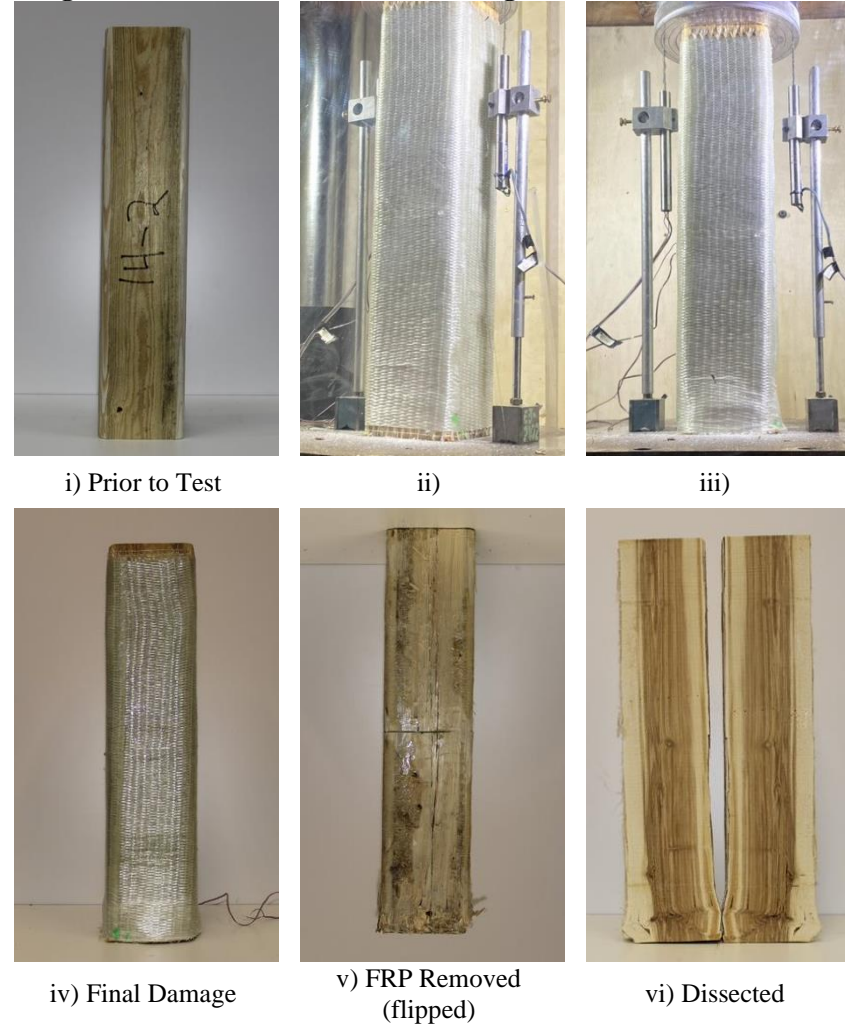 14-2
i) Prior to Test
ii)
iii)
iv) Final Damage
v) FRP Removed
(flipped)
vi) Dissected